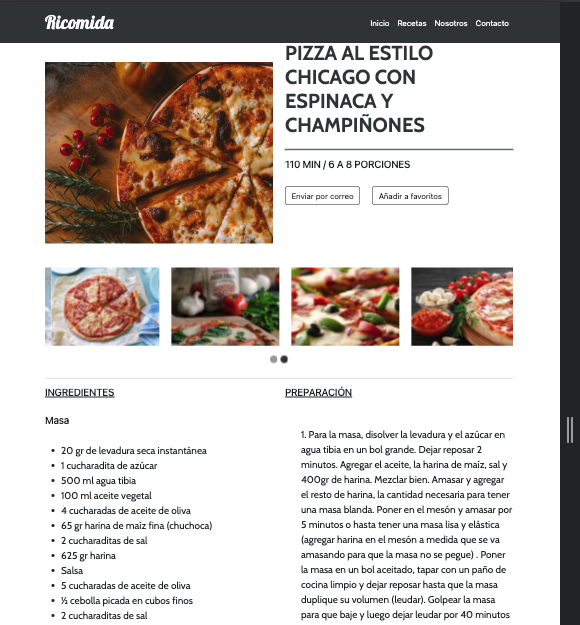 Ricomida
Inicio Recetas Nosotros Contacto
PIZZA AL ESTILO
CHICAGO CON
ESPINACA Y
CHAMPIÑONES
110 MIN / 6 A 8 PORCIONES
Enviar por correo Añadir a favoritos
INGREDIENTES
Masa
• 20 gr de levadura seca instantánea
• 1 cucharadita de azúcar
• 500 ml agua tibia
• 100 ml aceite vegetal
• 4 cucharadas de aceite de oliva
• 65 gr harina de maíz fina (chuchoca)
• 2 cucharaditas de sal
• 625 gr harina
• Salsa
• 5 cucharadas de aceite de oliva
• ½ cebolla picada en cubos finos
• 2 cucharaditas de sal
PREPARACIÓN
1. Para la masa, disolver la levadura y el azúcar en
agua tibia en un bol grande. Dejar reposar 2
minutos. Agregar el aceite, la harina de maíz, sal y
400gr de harina. Mezclar bien. Amasar y agregar
el resto de harina, la cantidad necesaria para tener
una masa blanda. Poner en el mesón y amasar por
5 minutos o hasta tener una masa lisa y elástica
(agregar harina en el mesón a medida que se va
amasando para que la masa no se pegue) . Poner
la masa en un bol aceitado, tapar con un paño de
cocina limpio y dejar reposar hasta que la masa
duplique su volumen (leudar). Golpear la masa
para que baje y luego dejar leudar por 40 minutos